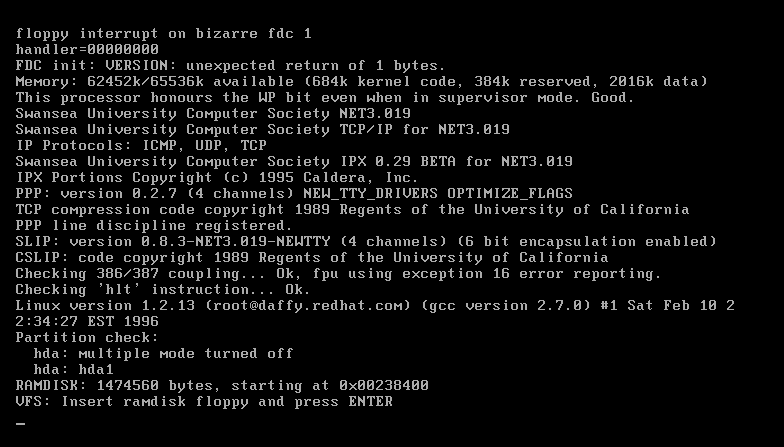 floppy interrupt on bizarre fdc 1
handler=00000000
FDC init: VERSION: unexpected return of 1 bytes.
Memory: 62452k/65536k available (684k kernel code, 384k reserved, 2016k data)
This processor honours the WP bit even when in supervisor mode. Good.
Swansea University Computer Society NET3.019
Swansea University Computer Society TCP/IP for NET3.019
IP Protocols: ICMP, UDP, TCP
Swansea University Computer Society IPX 0.29 BETA for NET3.019
IPX Portions Copyright (c) 1995 Caldera, Inc.
PPP: version 0.2.7 (4 channels) NEW_TTY_DRIVERS OPTIMIZE_FLAGS
TCP compression code copyright 1989 Regents of the University of California
PPP line discipline registered.
SLIP: version 0.8.3-NET3.019-NEWTTY (4 channels) (6 bit encapsulation enabled)
CSLIP: code copyright 1989 Regents of the University of California
Checking 386/387 coupling... Ok, fpu using exception 16 error reporting.
Checking 'hlt' instruction... Ok.
Linux version 1.2.13 (root@daffy.redhat.com) (gcc version 2.7.0) #1 Sat Feb 10 2
2:34:27 EST 1996
Partition check:
  hda: multiple mode turned off
  hda: hda1
RAMDISK: 1474560 bytes, starting at 0x00238400
VFS: Insert ramdisk floppy and press ENTER
_